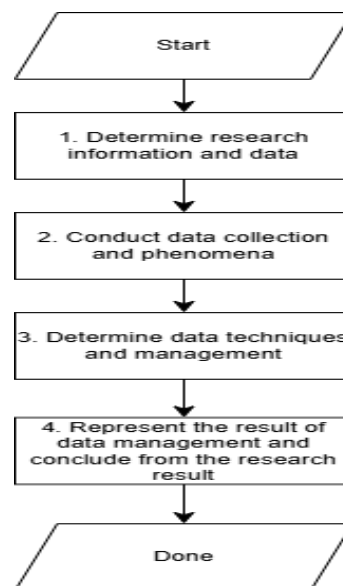 Start
1. Determine research
information and data
2. Conduct data collection
and phenomena
3. Determine data techniques
and management
4. Represent the result of
data management and
conclude from the research
result
Done